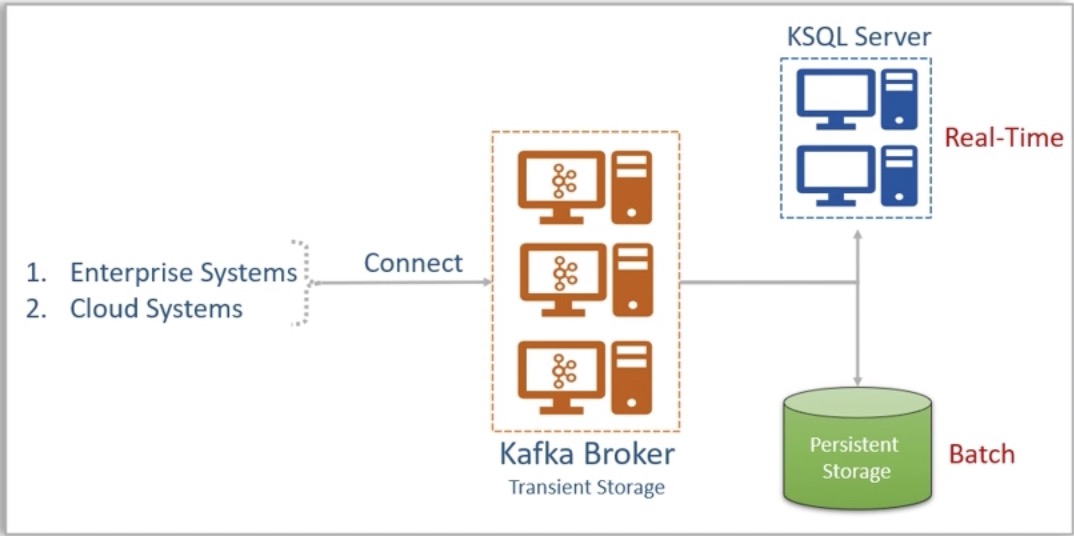 KSQL Server
Real-Time
1. Enterprise Systems
2. Cloud Systems
Connect
Kafka Broker
Transient Storage
Persistent
Storage
Batch